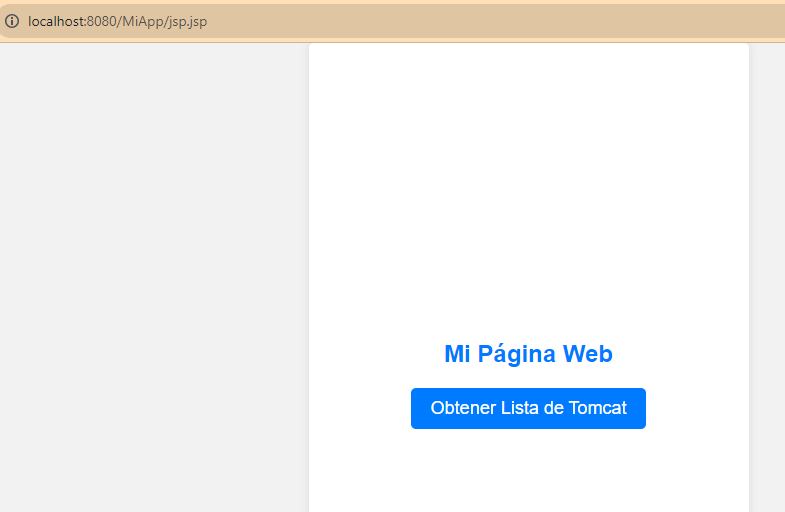 localhost:8080/MiApp/jsp.jsp
Mi Página Web
Obtener Lista de Tomcat